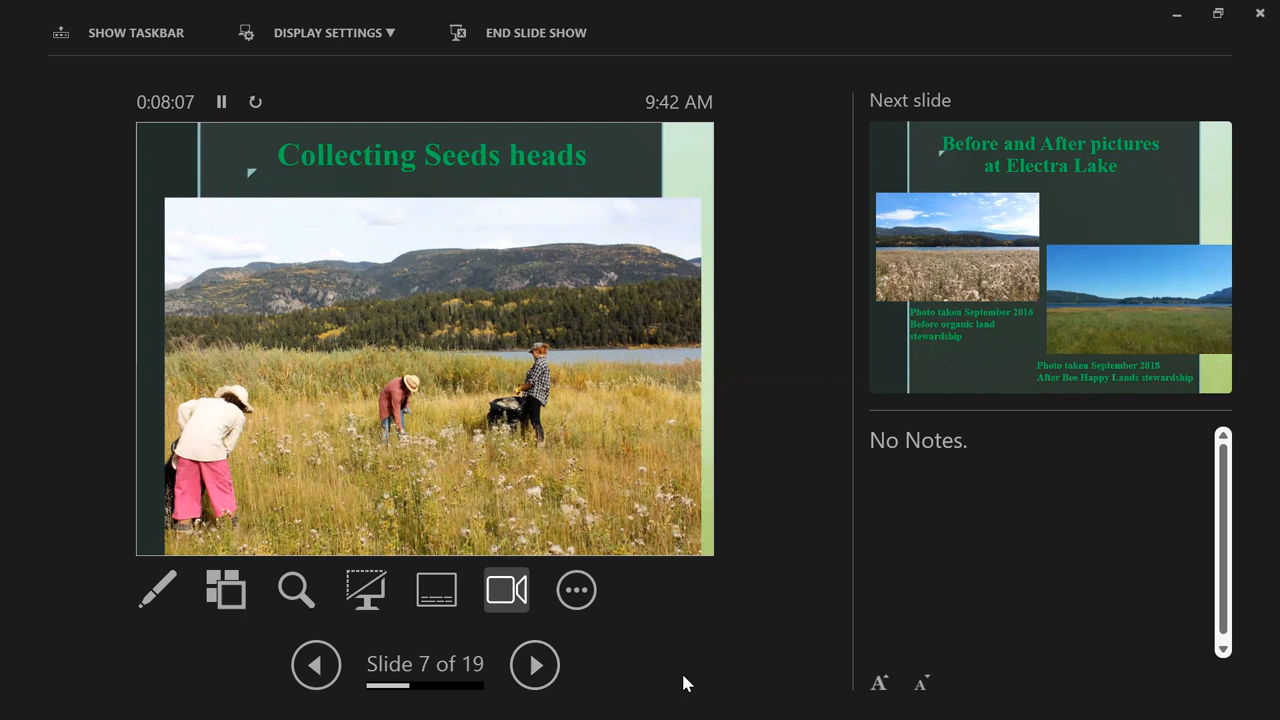 SHOW TASKBAR
DISPLAY SETTINGS ▼
END SLIDE SHOW
0:08:07
9:42 AM
Collecting Seeds heads
Slide 7 of 19
Next slide
Before and After pictures
at Electra Lake
Photo taken September 2016
Before organic land
stewardship
Photo taken September 2018
After Boe Happy Lands stewardship
No Notes.
A A